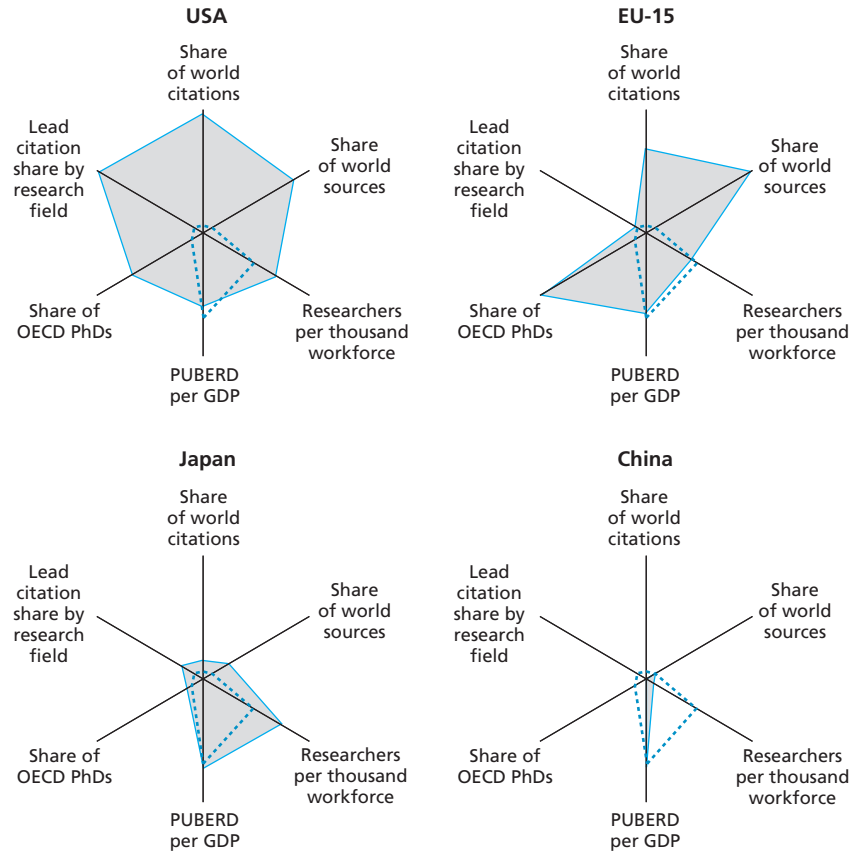 USA
Share
of world
citations
Lead
citation
share by
research
field
Share
of world
sources
Share of
OECD PhDs
Researchers
per thousand
workforce
PUBERD
per GDP
EU-15
Share
of world
citations
Lead
citation
share by
research
field
Share
of world
sources
Share of
OECD PhDs
Researchers
per thousand
workforce
PUBERD
per GDP
Japan
Share
of world
citations
Lead
citation
share by
research
field
Share
of world
sources
Share of
OECD PhDs
Researchers
per thousand
workforce
PUBERD
per GDP
China
Share
of world
citations
Lead
citation
share by
research
field
Share
of world
sources
Share of
OECD PhDs
Researchers
per thousand
workforce
PUBERD
per GDP